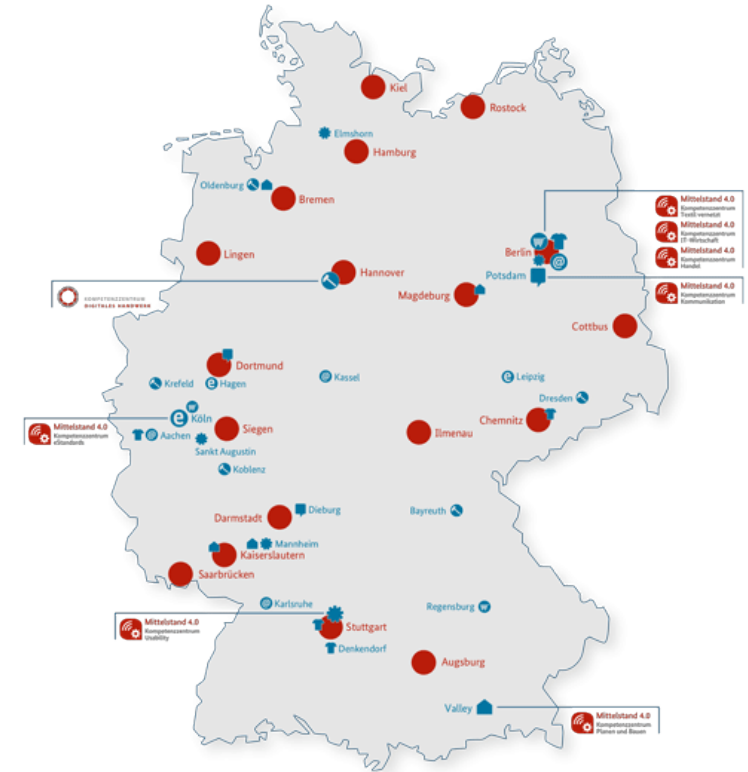 Kiel
Rostock
Elmshorn
Hamburg
Oldenburg
Bremen
Mittelstand 4.0
Kompetenzzentrum
Textil vernetzt
Mittelstand 4.0
Kompetenzzentrum
IT-Wirtschaft
Mittelstand 4.0
Kompetenzzentrum
Handel
Berlin
Lingen
Hannover
Potsdam
Magdeburg
Mittelstand 4.0
Kompetenzzentrum
Kommunikation
KOMPETENZZENTRUM
DIGITALES HANDWERK
Cottbus
Dortmund
Krefeld
Hagen
Kassel
Leipzig
Dresden
Köln
Chemnitz
Mittelstand 4.0
Kompetenzzentrum
eStandards
Aachen
Siegen
Ilmenau
Sankt Augustin
Koblenz
Darmstadt
Dieburg
Bayreuth
Mannheim
Kaiserslautern
Saarbrücken
Karlsruhe
Regensburg
Mittelstand 4.0
Kompetenzzentrum
Usability
Stuttgart
Denkendorf
Augsburg
Valley
Mittelstand 4.0
Kompetenzzentrum
Planen und Bauen